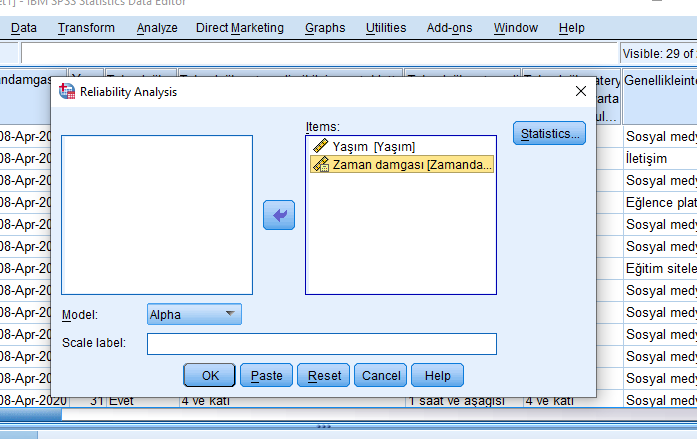 et1] - IBM SPSS Statistics Data Editor
Data Transform Analyze Direct Marketing Graphs Utilities Add-ons Window Help
Visible: 29 of
ndamgas
Genellikleinte
Reliability Analysis
Items:
Yaşım [Yaşım]
Zaman damgası [Zamanda...
Statistics...
Model:
Alpha
Scale label:
OK Paste Reset Cancel Help
08-Apr-20 Sosyal medy
08-Apr-20 İletişim
08-Apr-20 Sosyal medy
08-Apr-20 Eğlence plat
08-Apr-20 Sosyal medy
08-Apr-20 Sosyal medy
08-Apr-20 Eğitim sitele
08-Apr-20 Sosyal medy
08-Apr-20 Sosyal medy
08-Apr-20 Sosyal medy
08-Apr-20 Sosyal medy
08-Apr-20 Sosyal medy
08-Apr-2020 31 Evet 4 ve katı 1 saat ve aşağısı 4 ve katı Sosyal medy